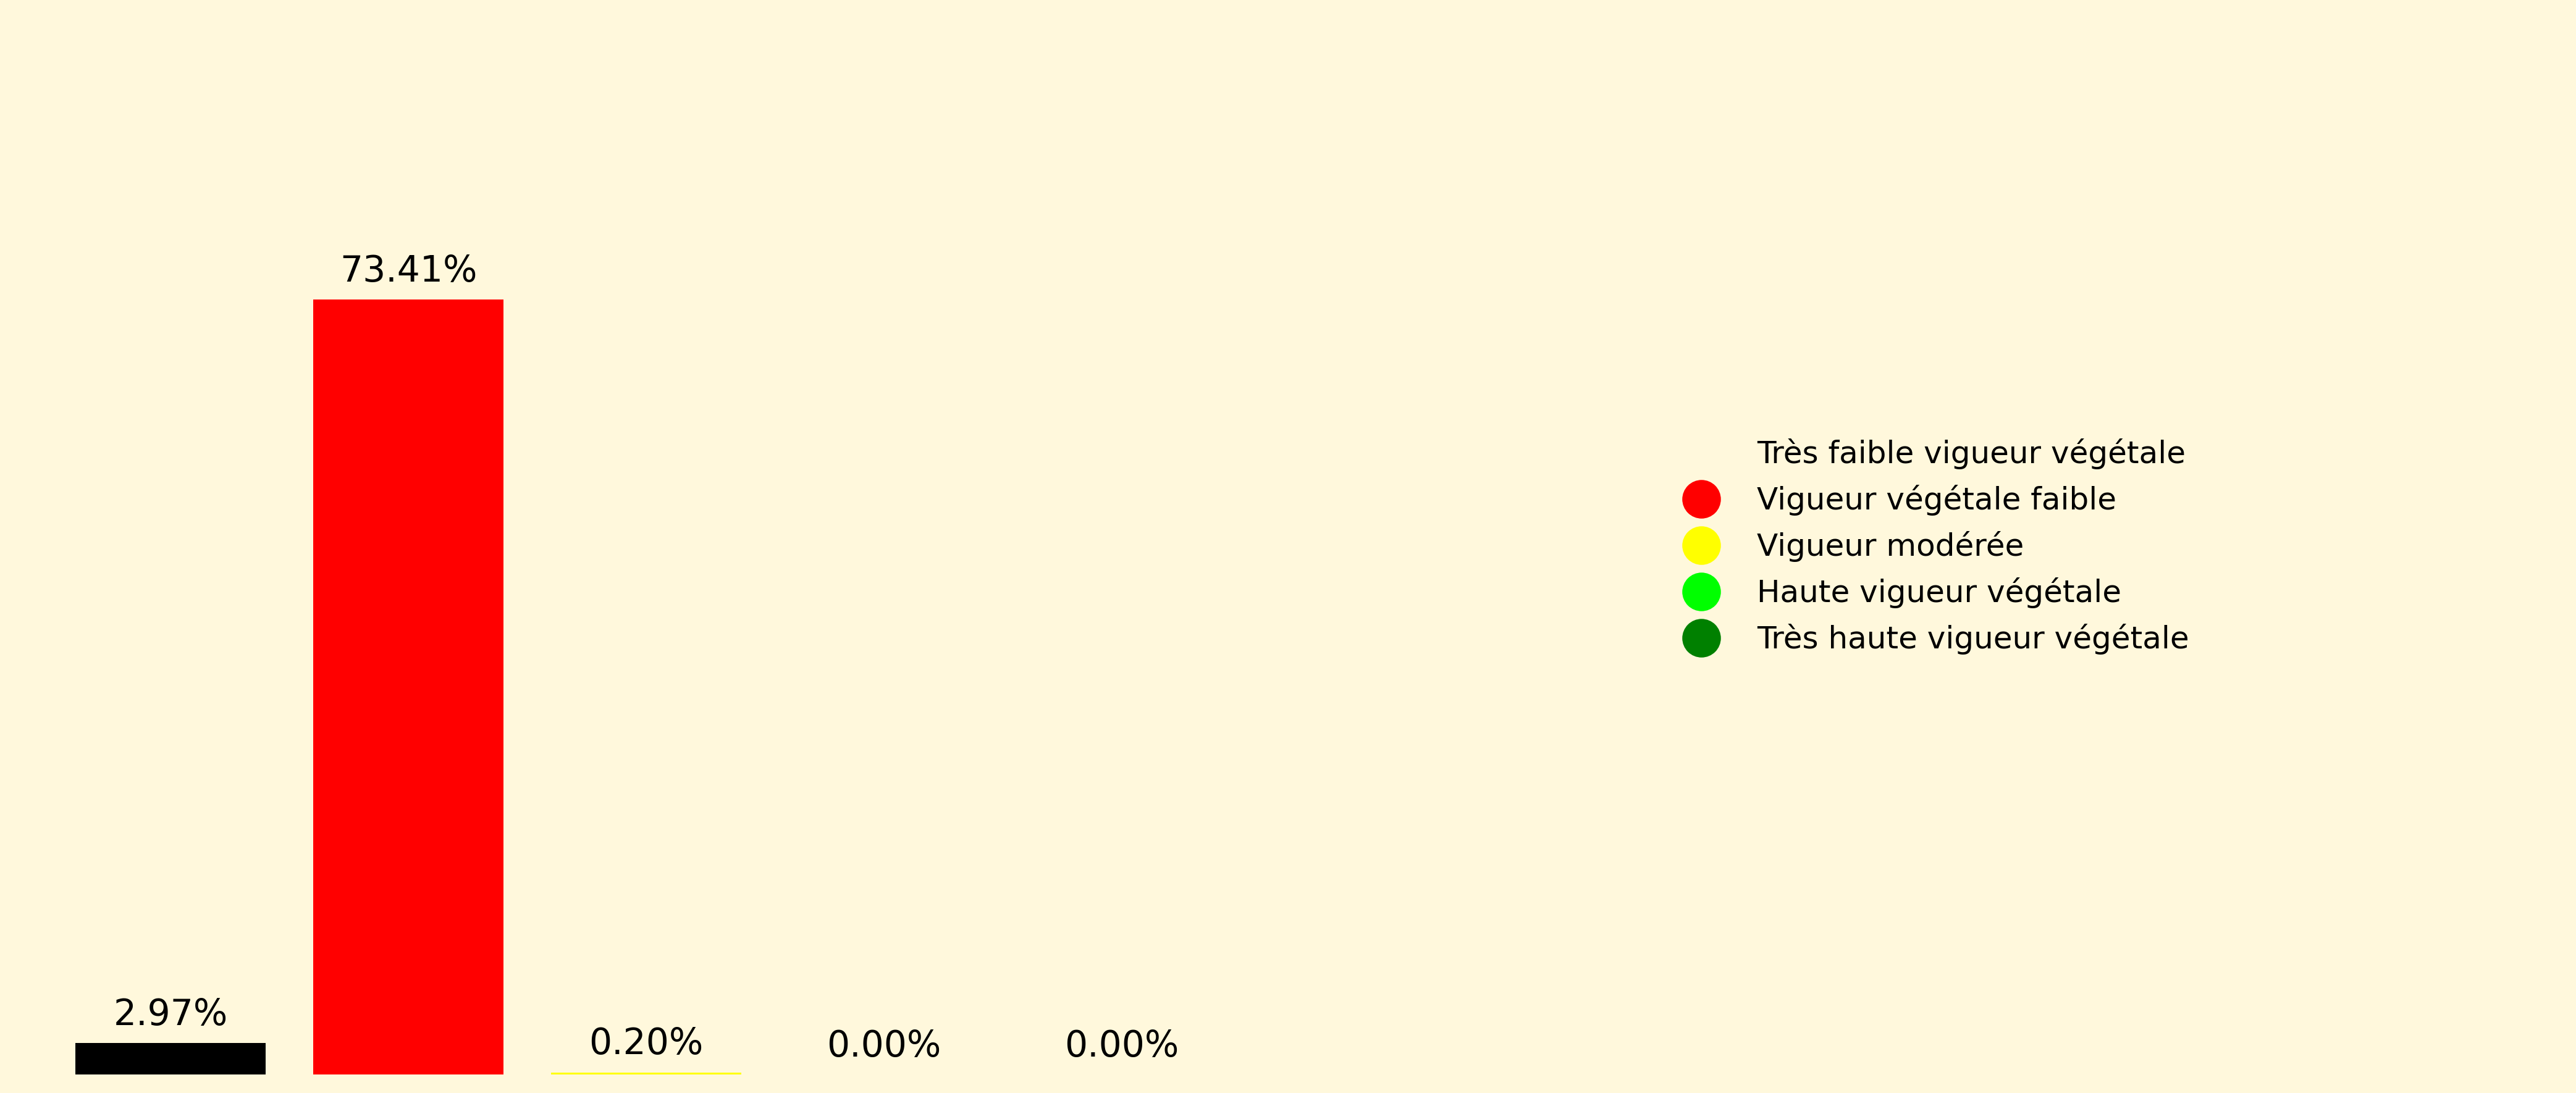 73.41%
2.97%
0.20%
0.00%
0.00%
Très faible vigueur végétale
Vigueur végétale faible
Vigueur modérée
Haute vigueur végétale
Très haute vigueur végétale